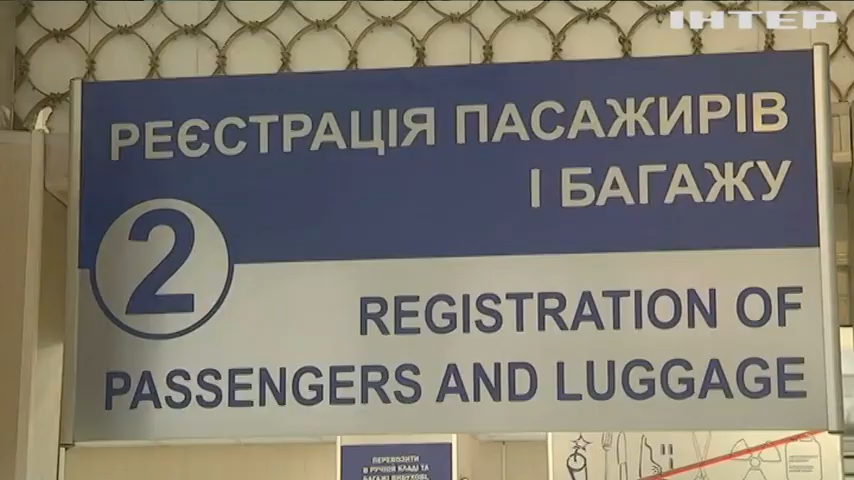 ІНТЕР
РЕЄСТРАЦІЯ ПАСАЖИРІВ
І БАГАЖУ
2
REGISTRATION OF
PASSENGERS AND LUGGAGE
ПЕРЕВОЗИТИ
В РУЧНІЙ КЛАДІ ТА
БАГАЖІ ВИБУХОВІ,